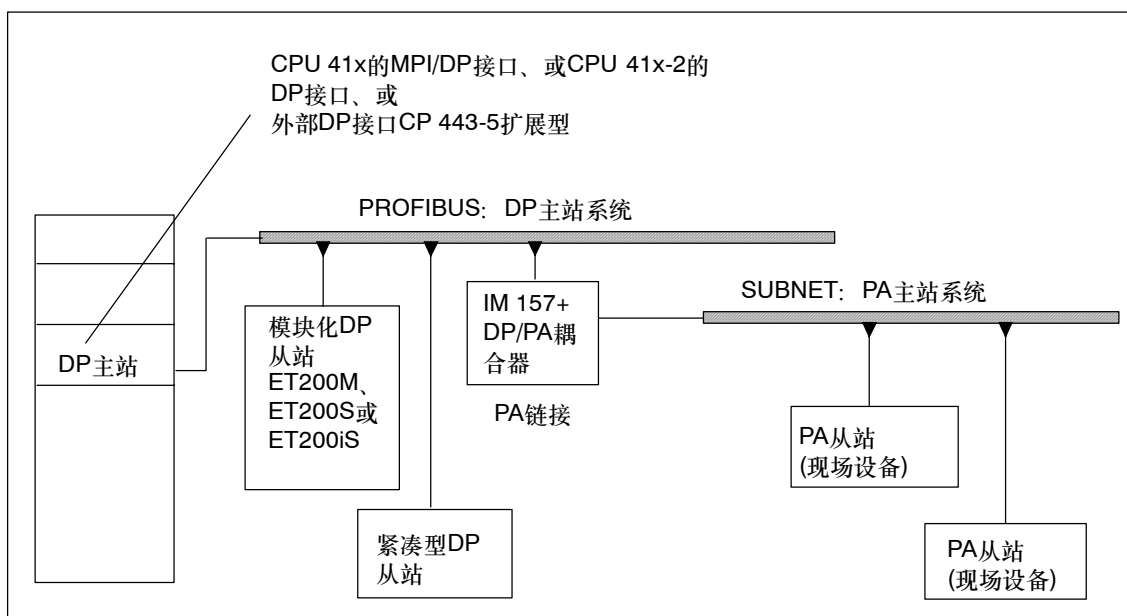 CPU 41x的MPI/DP接口、或CPU 41x-2的
DP接口、或
外部DP接口CP 443-5扩展型
PROFIBUS：DP主站系统
SUBNET：PA主站系统
DP主站
模块化DP
从站
ET200M、
ET200S或
ET200iS
IM 157+
DP/PA耦
合器
PA链接
紧凑型DP
从站
PA从站
(现场设备)
PA从站
(现场设备)